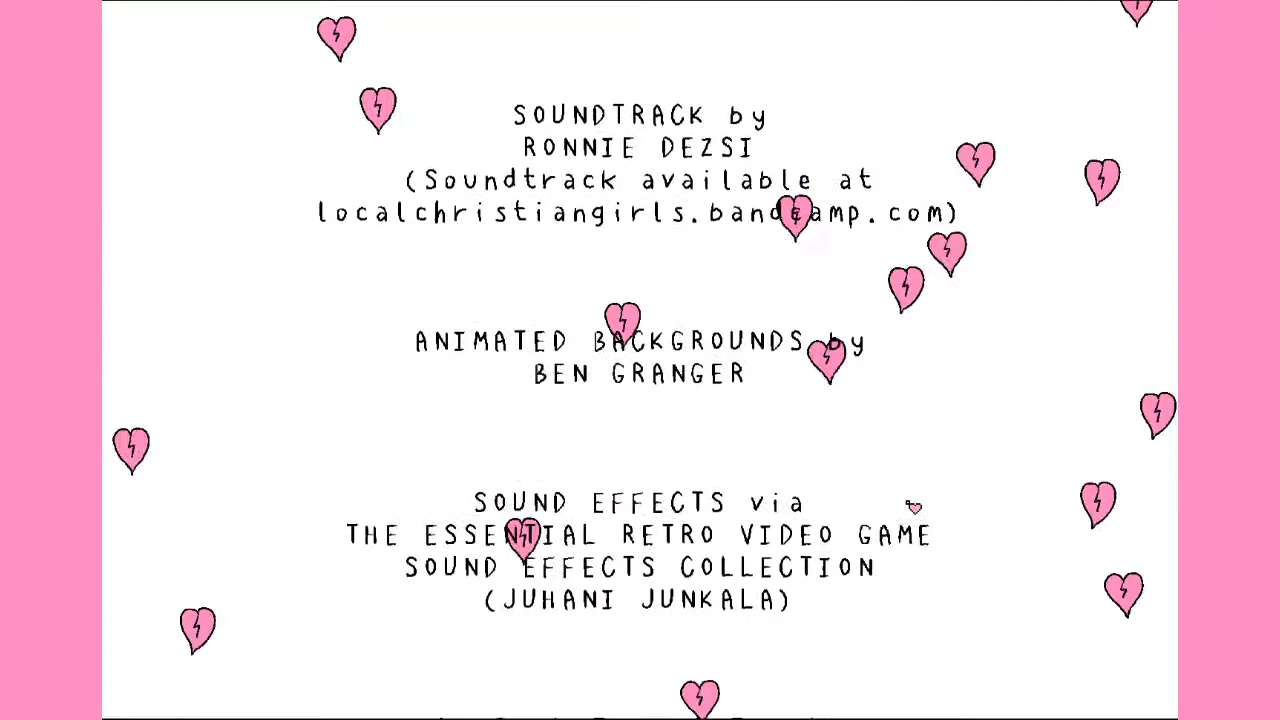 SOUNDTRACK by
RONNIE DEZSI
(Soundtrack available at
localchristiangirls.bandcamp.com)
ANIMATED BACKGROUNDS by
BEN GRANGER
SOUND EFFECTS via
THE ESSENTIAL RETRO VIDEO GAME
SOUND EFFECTS COLLECTION
(JUHANI JUNKALA)